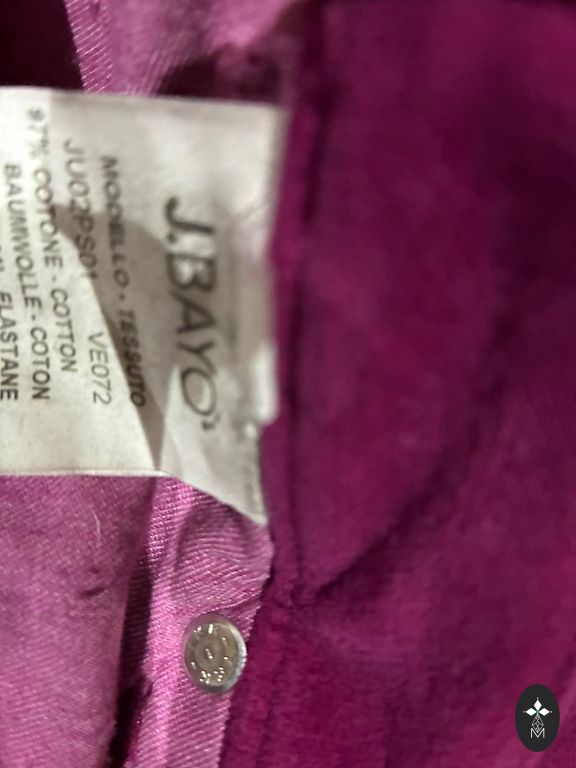 J.BAYO'
MODELLO - TESSUTO
JU02PS01 VE072
97% COTONE - COTTON
BAUMWOLLE - COTON
ELASTANE
M